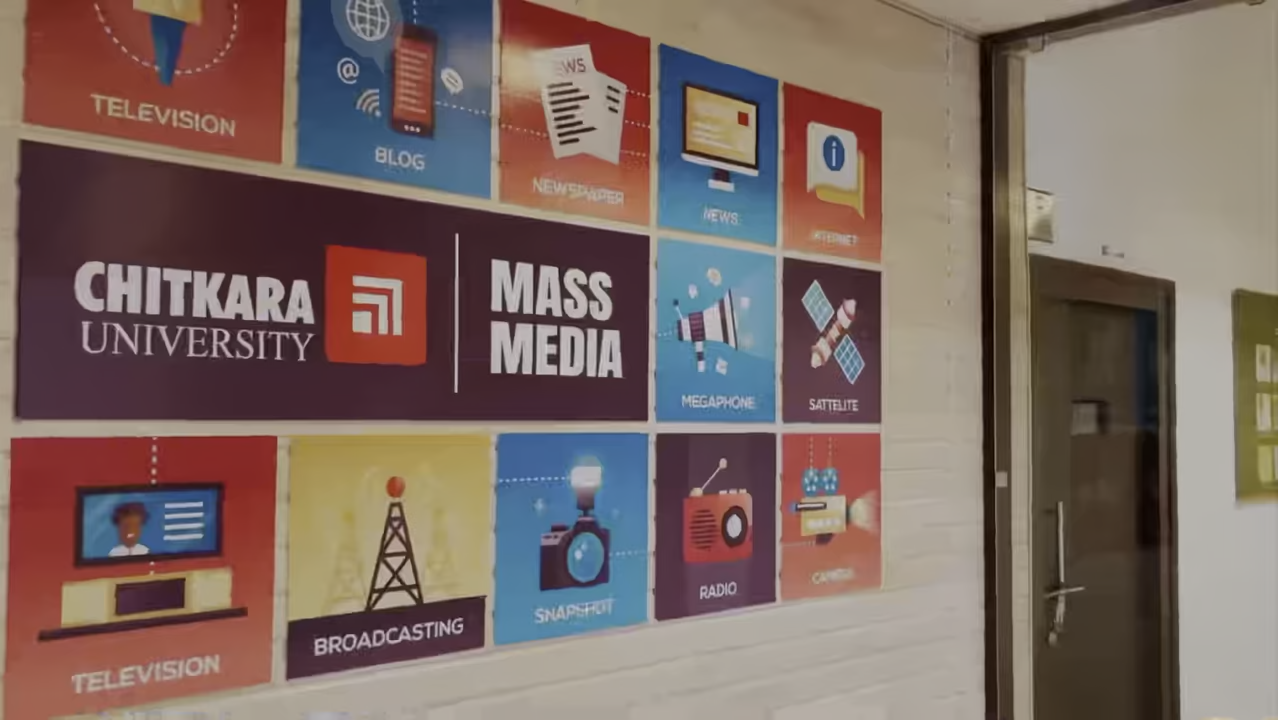 TELEVISION
BLOG
NEWSPAPER
NEWS
INTERNET
CHITKARA
UNIVERSITY
MASS
MEDIA
MEGAPHONE
SATTELITE
TELEVISION
BROADCASTING
SNAPSHOT
RADIO
CAMERA